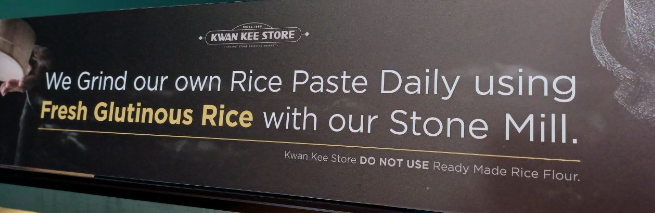 KWAN KEE STORE
We Grind our own Rice Paste Daily using
Fresh Glutinous Rice with our Stone Mill.
Kwan Kee Store DO NOT USE Ready Made Rice Flour.